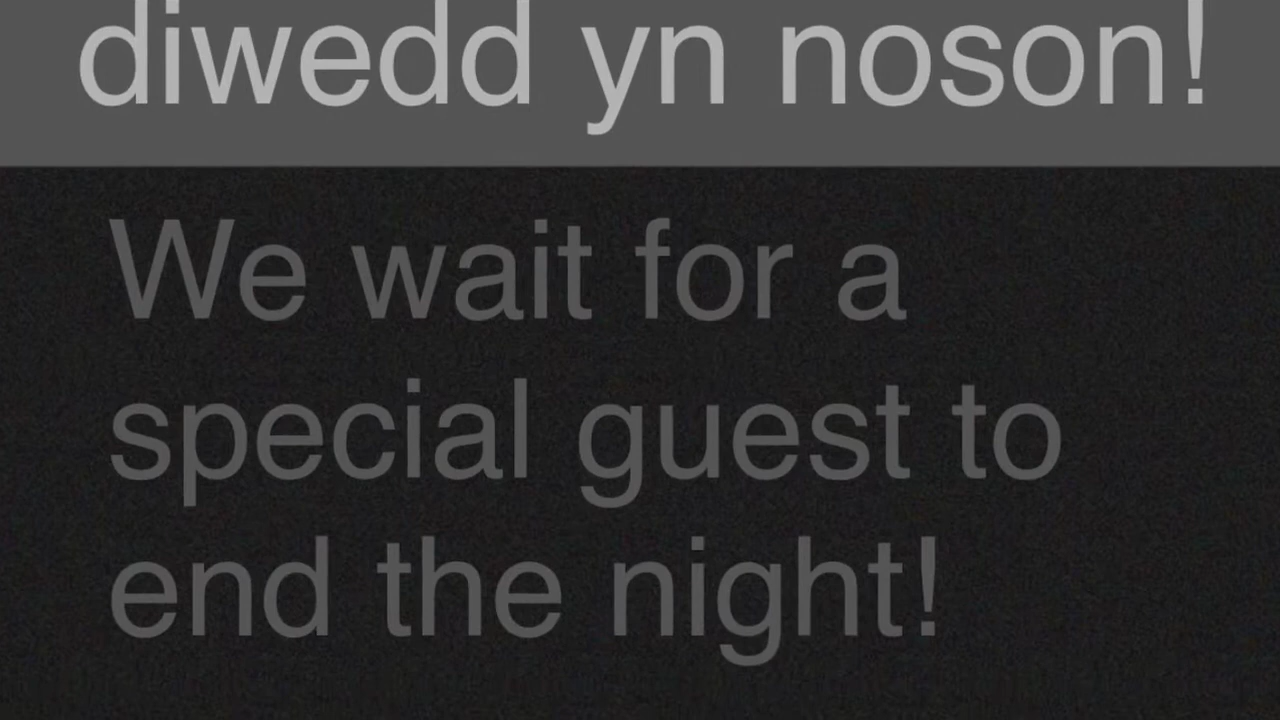 diwedd yn noson!
We wait for a
special guest to
end the night!